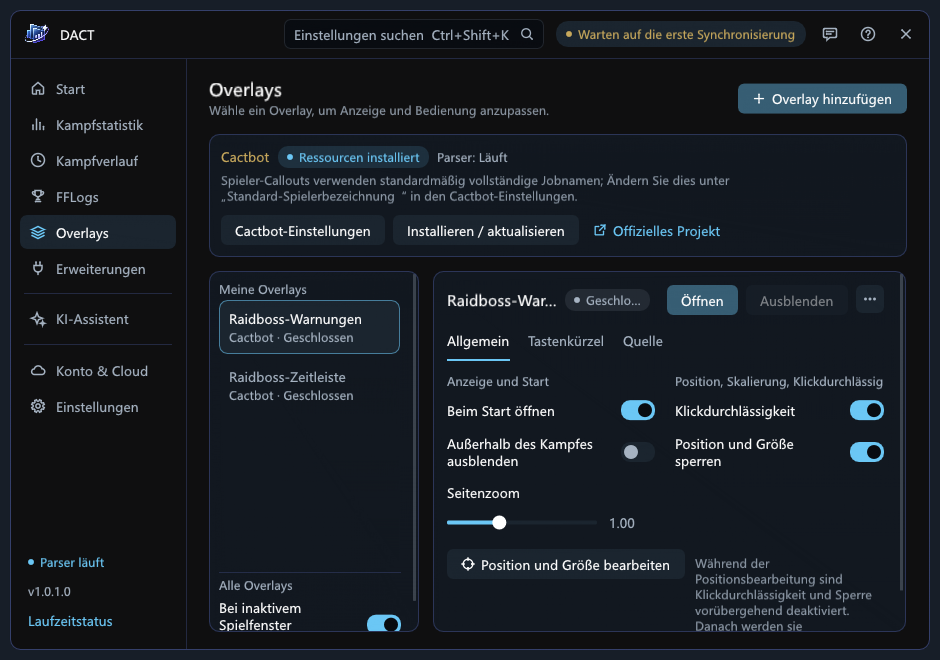 DACT
Einstellungen suchen Ctrl+Shift+K
Warten auf die erste Synchronisierung
Start
Kampfstatistik
Kampfverlauf
FFLogs
Overlays
Erweiterungen
KI-Assistent
Konto & Cloud
Einstellungen
Parser läuft
v1.0.1.0
Laufzeitstatus
Overlays
Wähle ein Overlay, um Anzeige und Bedienung anzupassen.
Overlay hinzufügen
Cactbot Ressourcen installiert Parser: Läuft
Spieler-Callouts verwenden standardmäßig vollständige Jobnamen; Ändern Sie dies unter
„Standard-Spielerbezeichnung “ in den Cactbot-Einstellungen.
Cactbot-Einstellungen Installieren / aktualisieren Offizielles Projekt
Meine Overlays
Raidboss-Warnungen
Cactbot · Geschlossen
Raidboss-Zeitleiste
Cactbot · Geschlossen
Alle Overlays
Bei inaktivem
Spielfenster
Raidboss-War... Geschlo... Öffnen Ausblenden ...
Allgemein Tastenkürzel Quelle
Anzeige und Start
Beim Start öffnen
Außerhalb des Kampfes
ausblenden
Position, Skalierung, Klickdurchlässig
Klickdurchlässigkeit
Position und Größe
sperren
Seitenzoom
1.00
Position und Größe bearbeiten
Während der
Positionsbearbeitung sind
Klickdurchlässigkeit und Sperre
vorübergehend deaktiviert.
Danach werden sie